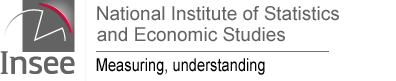 National Institute of Statistics
and Economic Studies
Insee
Measuring, understanding